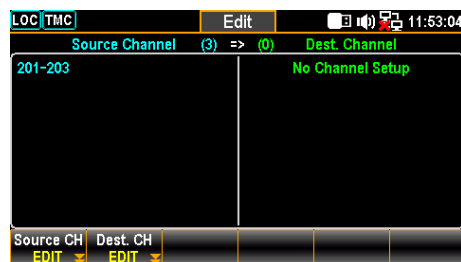 LOC TMC Edit 11:53:04
Source Channel (3) => (0) Dest. Channel
201-203 No Channel Setup
Source CH Dest. CH
EDIT EDIT